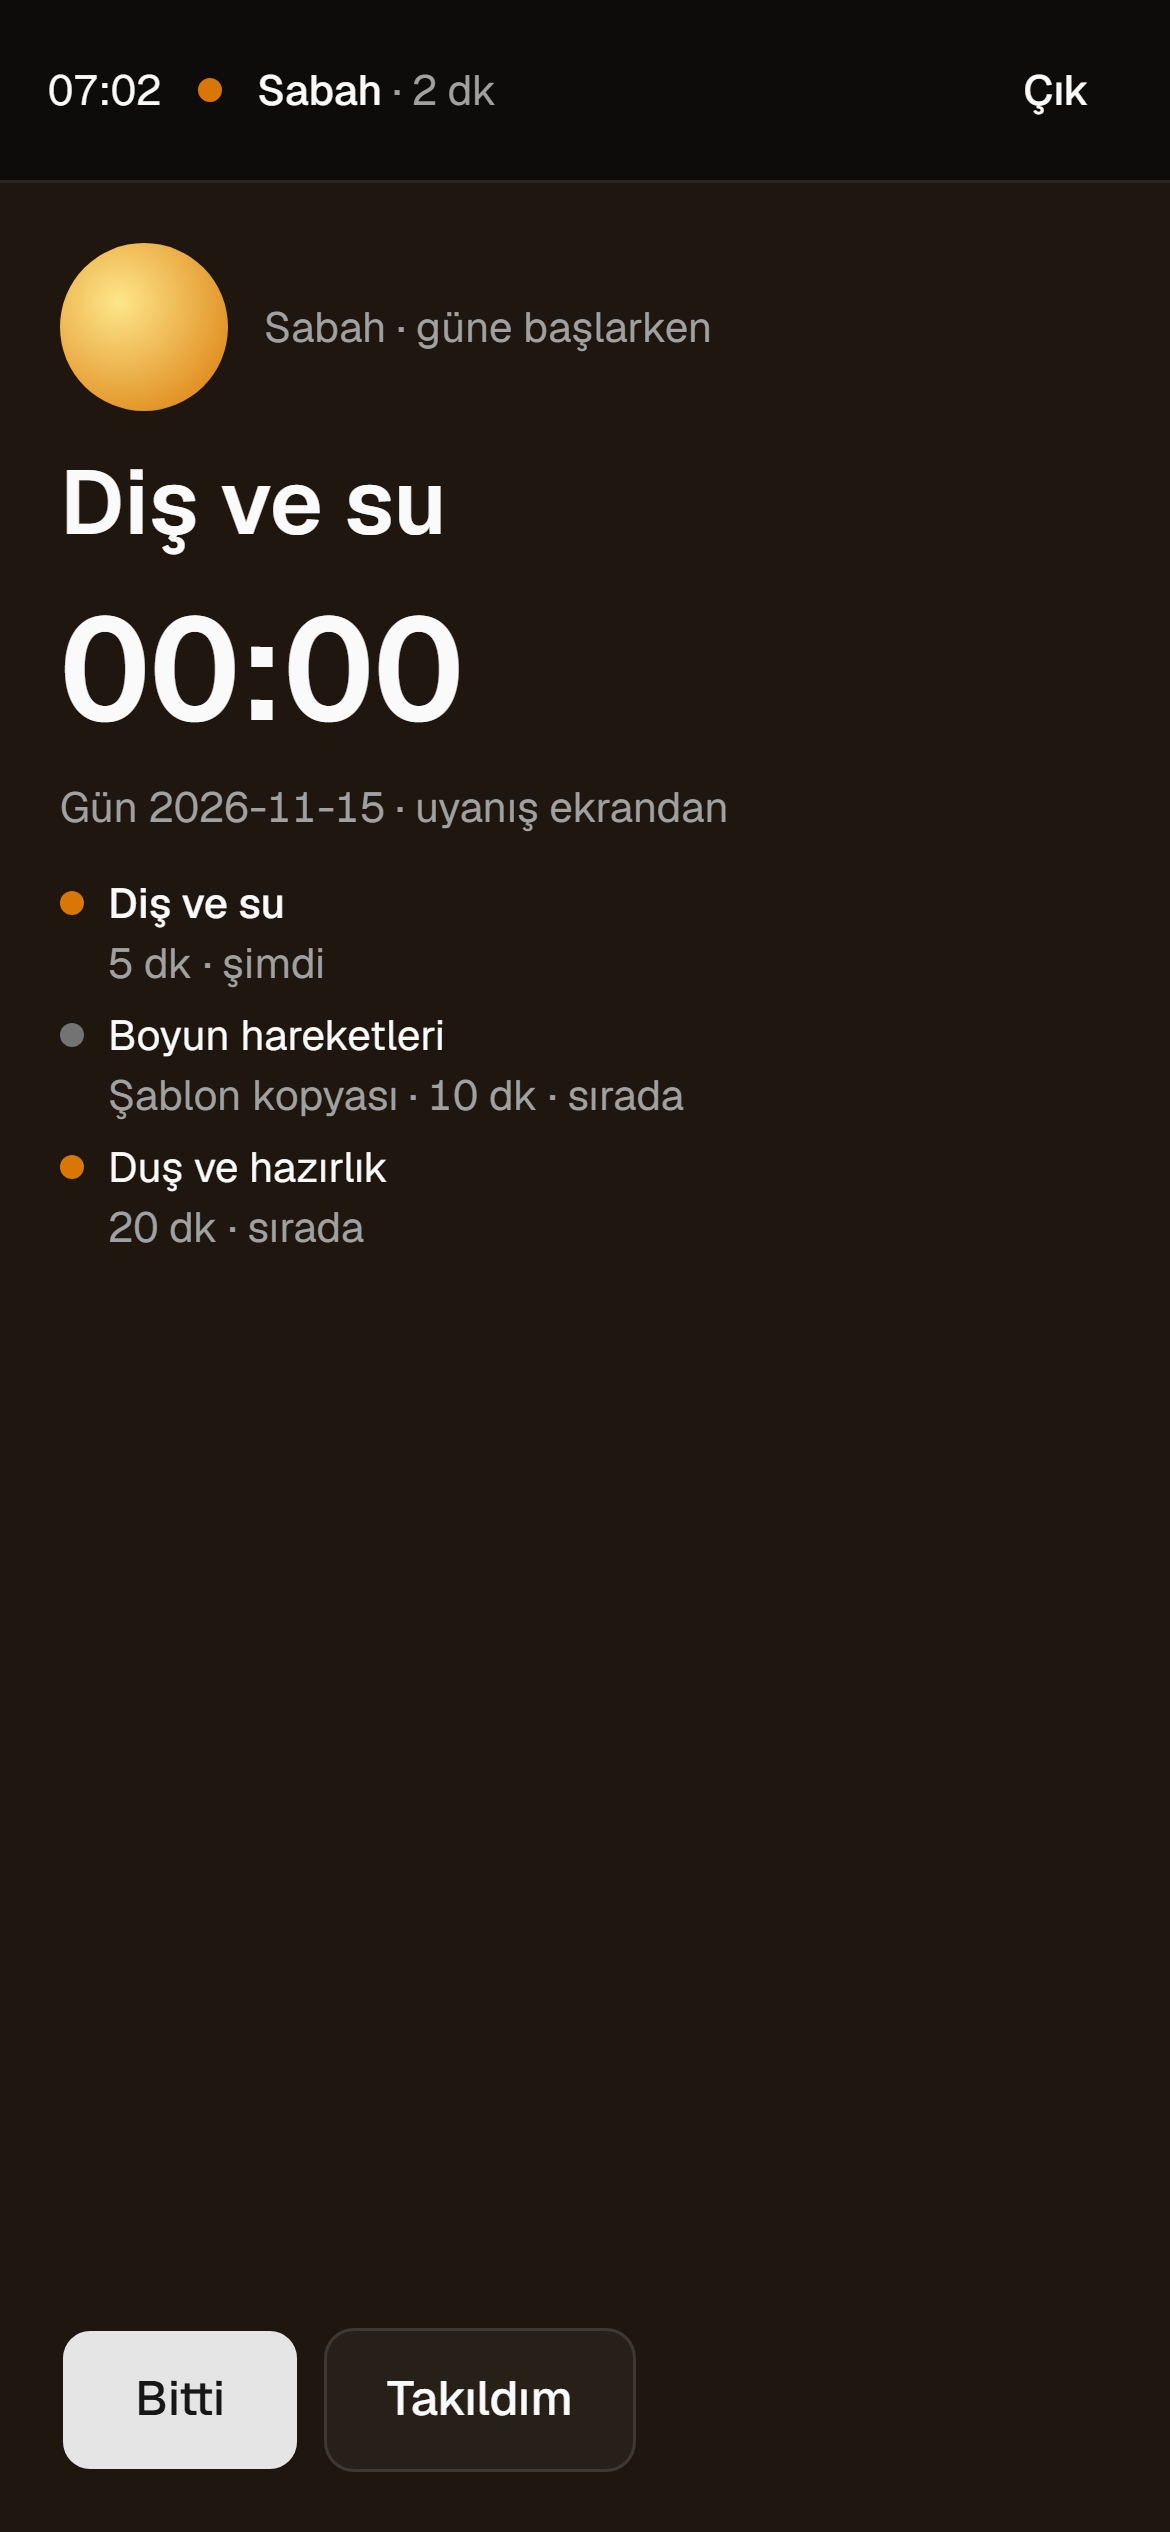 07:02 Sabah · 2 dk Çık
Sabah · güne başlarken
Diş ve su
00:00
Gün 2026-11-15 · uyanış ekrandan
Diş ve su
5 dk · şimdi
Boyun hareketleri
Şablon kopyası · 10 dk · sırada
Duş ve hazırlık
20 dk · sırada
Bitti Takıldım